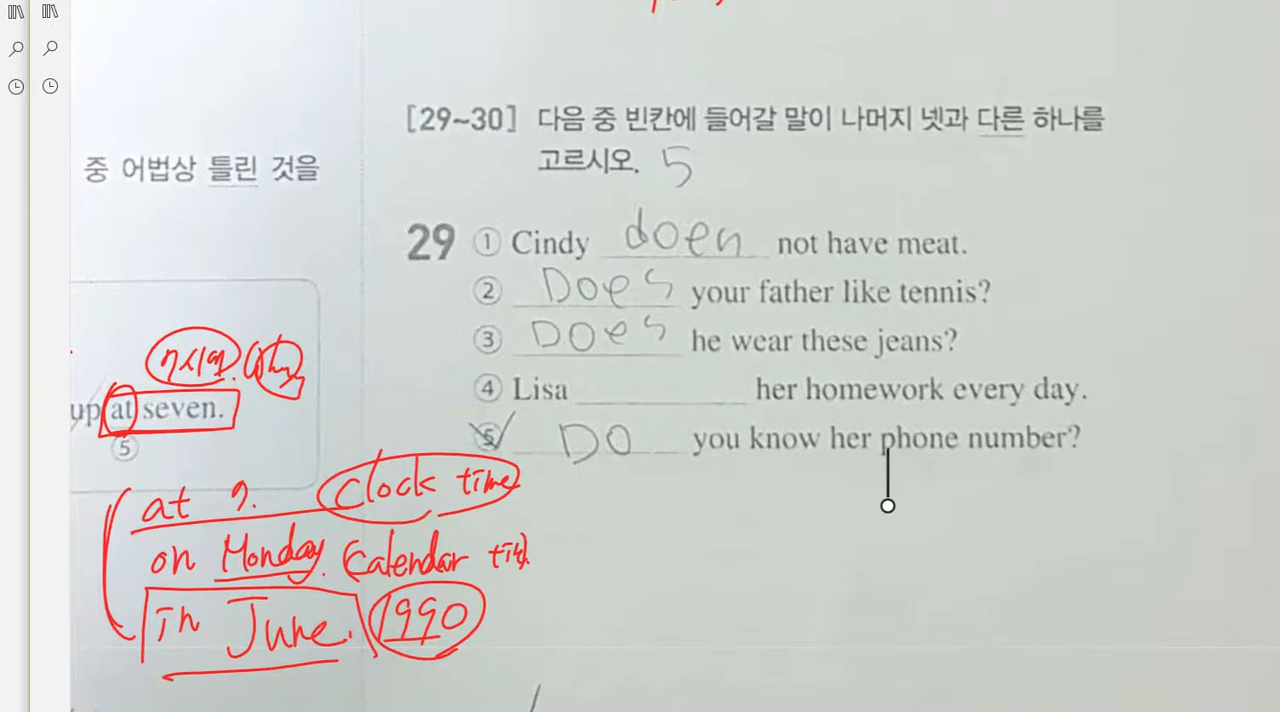 [29~30] 다음 중 빈칸에 들어갈 말이 나머지 넷과 다른 하나를
고르시오. 5
중 어법상 틀린 것을
29 ① Cindy doen not have meat.
② Does your father like tennis?
③ Does he wear these jeans?
④ Lisa ________ her homework every day.
⑤ Do you know her phone number?
7시에
up at seven.
⑤
at 7. clock time
on Monday. Calendar
in June. 1990